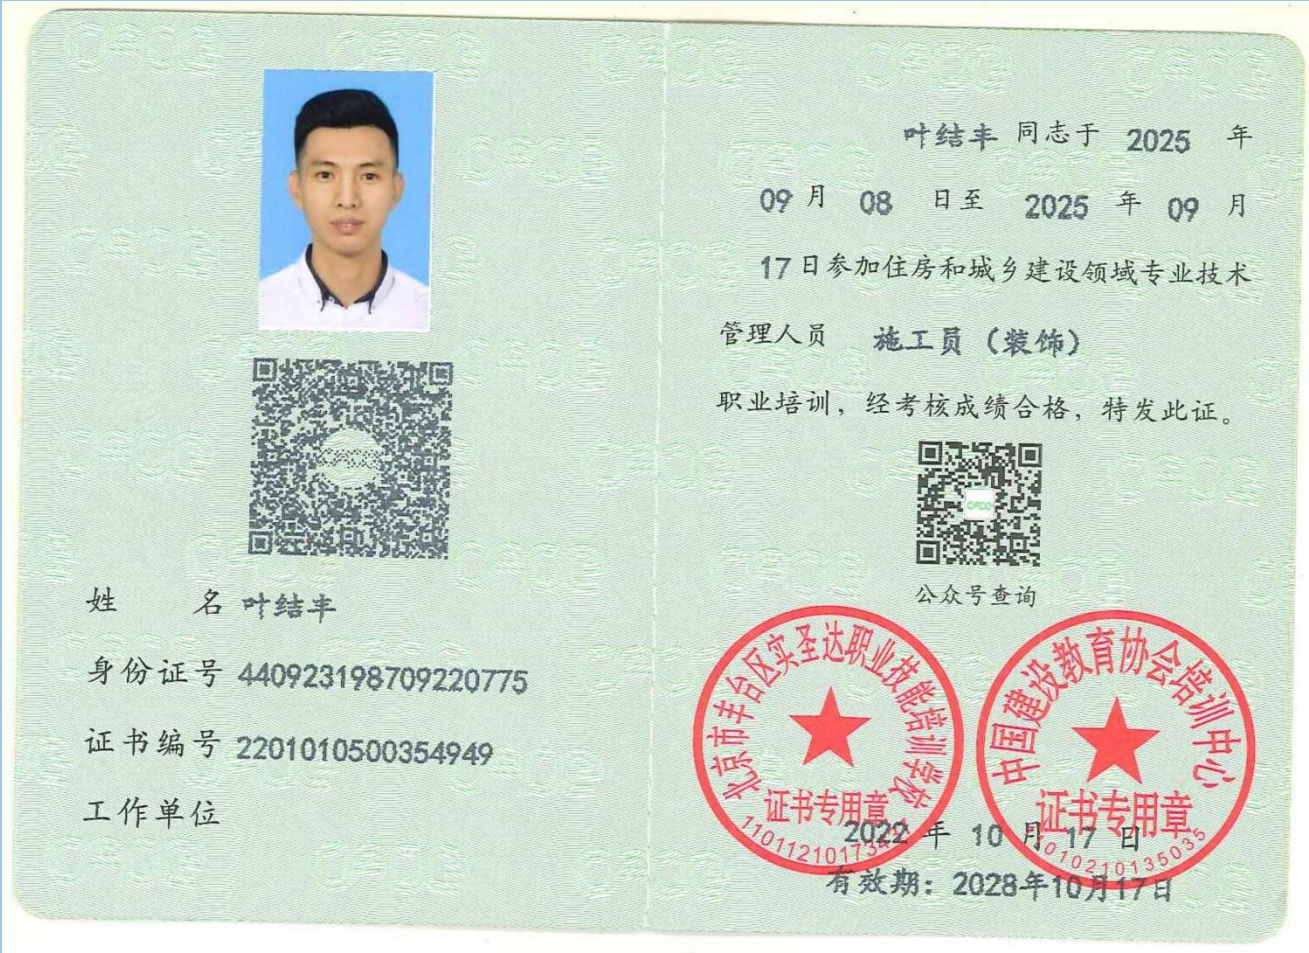 叶结丰 同志于 2025 年
09 月 08 日至 2025 年 09 月
17 日参加住房和城乡建设领域专业技术
管理人员 施工员（装饰）
职业培训，经考核成绩合格，特发此证。
公众号查询
姓 名 叶结丰
身份证号 440923198709220775
证书编号 2201010500354949
工作单位
北京市丰台区实圣达职业技能培训学校
证书专用章
中国建设教育协会培训中心
证书专用章
11010210135035
2022 年 10 月 17 日
有效期：2028年10月17日